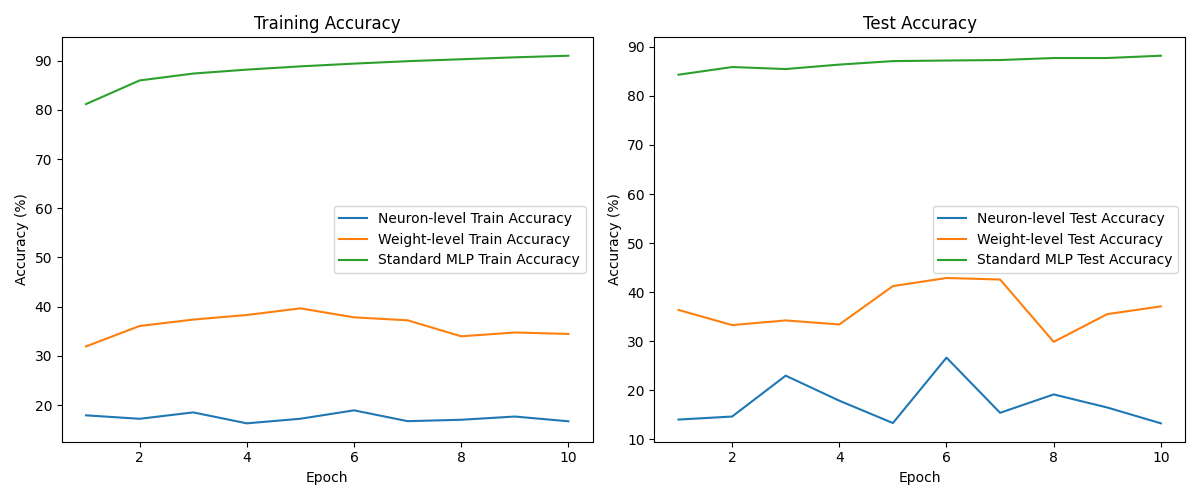 Training Accuracy
Accuracy (%)
90
80
70
60
50
40
30
20
Neuron-level Train Accuracy
Weight-level Train Accuracy
Standard MLP Train Accuracy
2 4 6 8 10
Epoch
Test Accuracy
Accuracy (%)
90
80
70
60
50
40
30
20
10
Neuron-level Test Accuracy
Weight-level Test Accuracy
Standard MLP Test Accuracy
2 4 6 8 10
Epoch